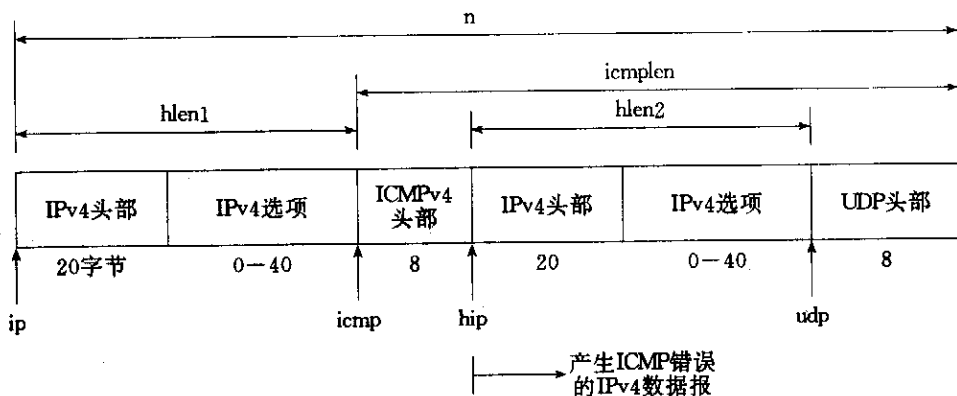 n
icmplen
hlen1
hlen2
IPv4头部
IPv4选项
ICMPv4
头部
IPv4头部
IPv4选项
UDP头部
20字节
0—40
8
20
0—40
8
ip
icmp
hip
udp
产生ICMP错误
的IPv4数据报